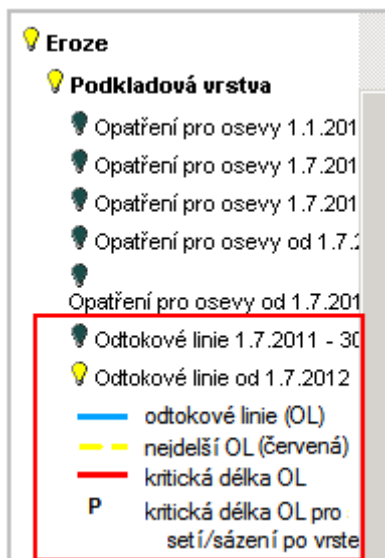 Eroze
Podkladová vrstva
Opatření pro osevy 1.1.201
Opatření pro osevy 1.7.201
Opatření pro osevy 1.7.201
Opatření pro osevy od 1.7.2
Opatření pro osevy od 1.7.201
Odtokové linie 1.7.2011 - 30
Odtokové linie od 1.7.2012
odtokové linie (OL)
nejdelší OL (červená)
kritická délka OL
P kritická délka OL pro
setí/sázení po vrste